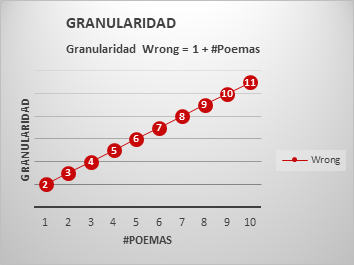 GRANULARIDAD
Granularidad Wrong = 1 + #Poemas
GRANULARIDAD
2 3 4 5 6 7 8 9 10 11
Wrong
1 2 3 4 5 6 7 8 9 10
#POEMAS